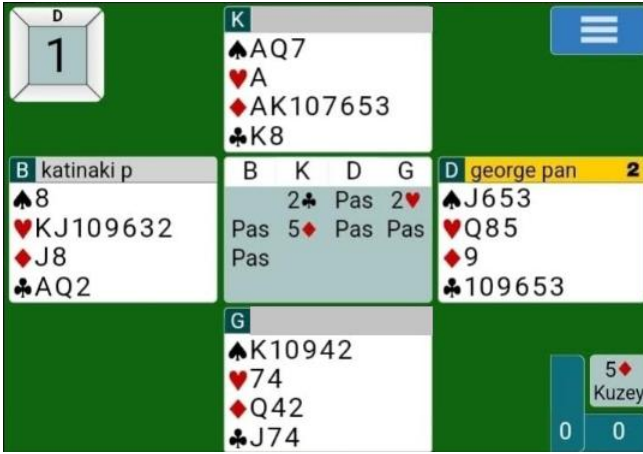 D
1
K
♠AQ7
♥A
♦AK107653
♣K8
B katinaki p
♠8
♥KJ109632
♦J8
♣AQ2
B K D G
2♣ Pas 2♥
Pas 5♦ Pas Pas
Pas
D george pan 2
♠J653
♥Q85
♦9
♣109653
G
♠K10942
♥74
♦Q42
♣J74
5♦
Kuzey
0 0